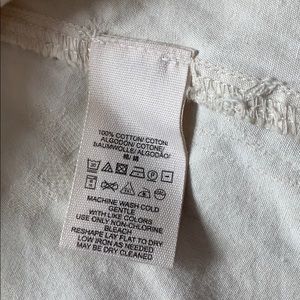 100% COTTON/ COTON/
ALGODÓN/ COTONE/
BAUMWOLLE/ ALGODÃO/
MACHINE WASH COLD
GENTLE
WITH LIKE COLORS
USE ONLY NON-CHLORINE
BLEACH
RESHAPE LAY FLAT TO DRY
LOW IRON AS NEEDED
MAY BE DRY CLEANED